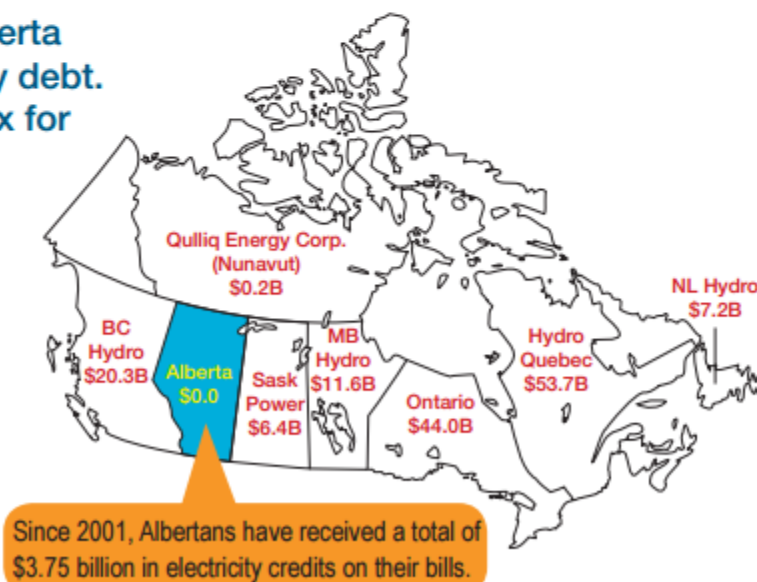 erta
y debt.
x for
Qulliq Energy Corp.
(Nunavut)
$0.2B
NL Hydro
$7.2B
BC
Hydro
$20.3B
Alberta
$0.0
Sask
Power
$6.4B
MB
Hydro
$11.6B
Ontario
$44.0B
Hydro
Quebec
$53.7B
Since 2001, Albertans have received a total of
$3.75 billion in electricity credits on their bills.